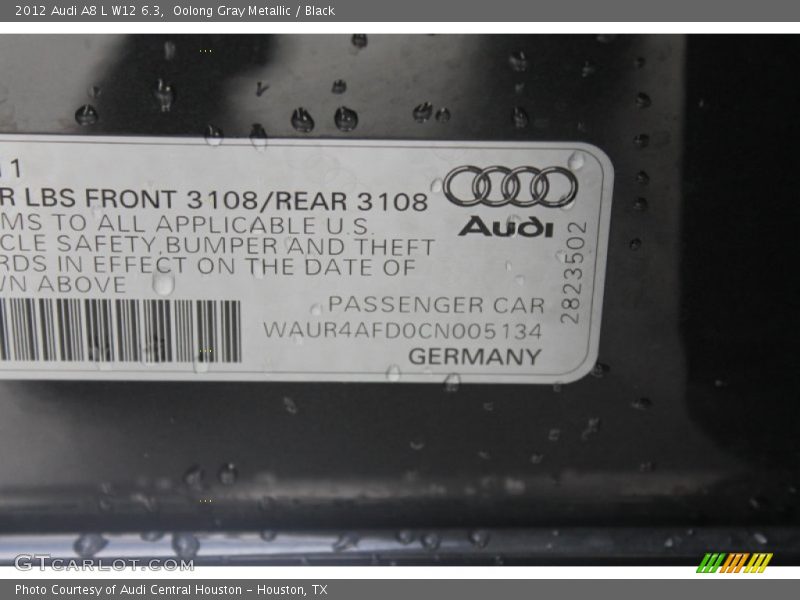 2012 Audi A8 L W12 6.3, Oolong Gray Metallic / Black
11
R LBS FRONT 3108/REAR 3108
MS TO ALL APPLICABLE U.S.
CLE SAFETY,BUMPER AND THEFT
RDS IN EFFECT ON THE DATE OF
WN ABOVE
Audi
2823502
PASSENGER CAR
WAUR4AFD0CN005134
GERMANY
GTCARLOT.COM
Photo Courtesy of Audi Central Houston – Houston, TX